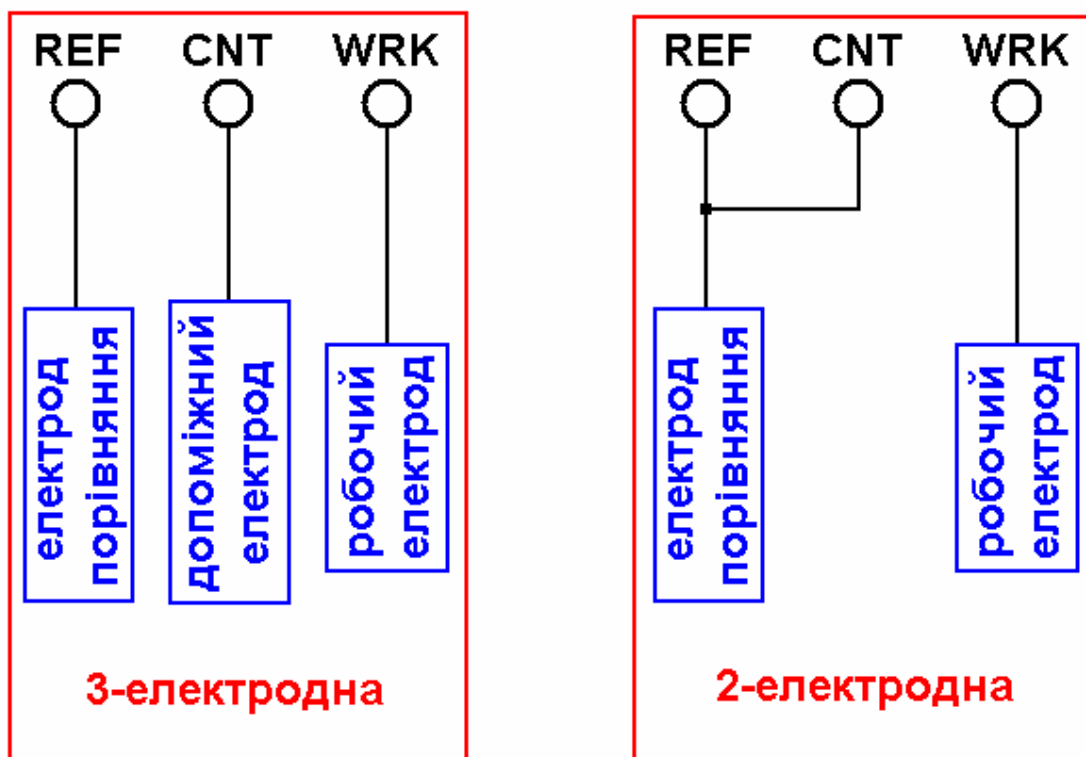 REF CNT WRK
електрод
порівняння
допоміжний
електрод
робочий
електрод
3-електродна
REF CNT WRK
електрод
порівняння
робочий
електрод
2-електродна